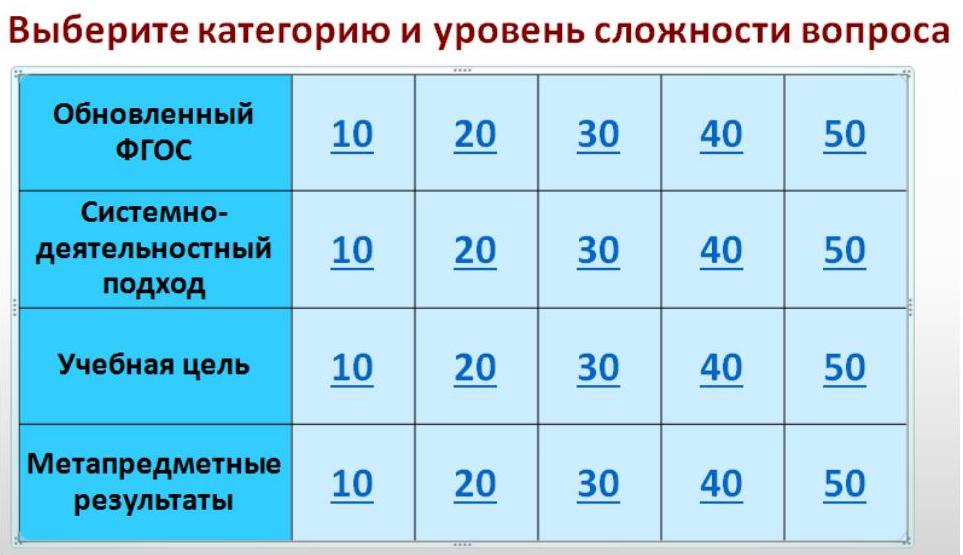 Выберите категорию и уровень сложности вопроса
Обновленный
ФГОС
10 20 30 40 50
Системно-
деятельностный
подход
10 20 30 40 50
Учебная цель
10 20 30 40 50
Метапредметные
результаты
10 20 30 40 50